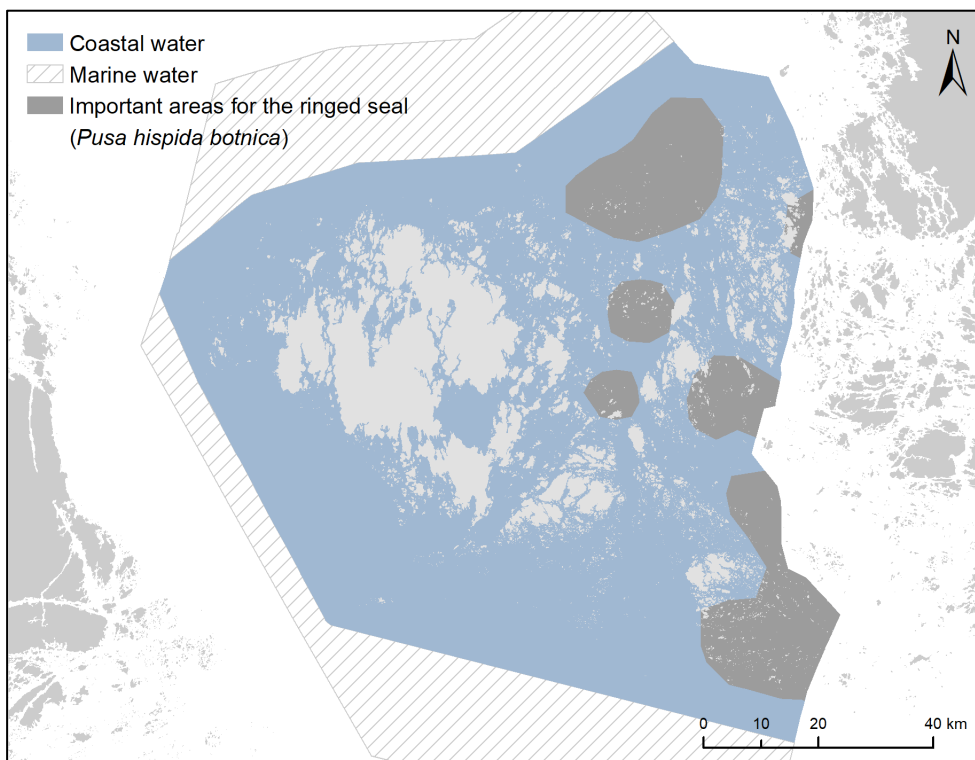 Coastal water
Marine water
Important areas for the ringed seal
(Pusa hispida botnica)
N
0 10 20 40 km